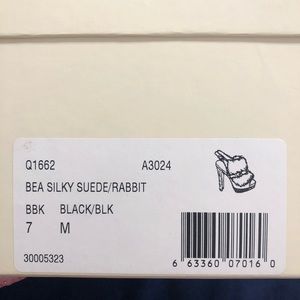 Q1662 A3024
BEA SILKY SUEDE/RABBIT
BBK BLACK/BLK
7 M
30005323
6 63360 07016 0